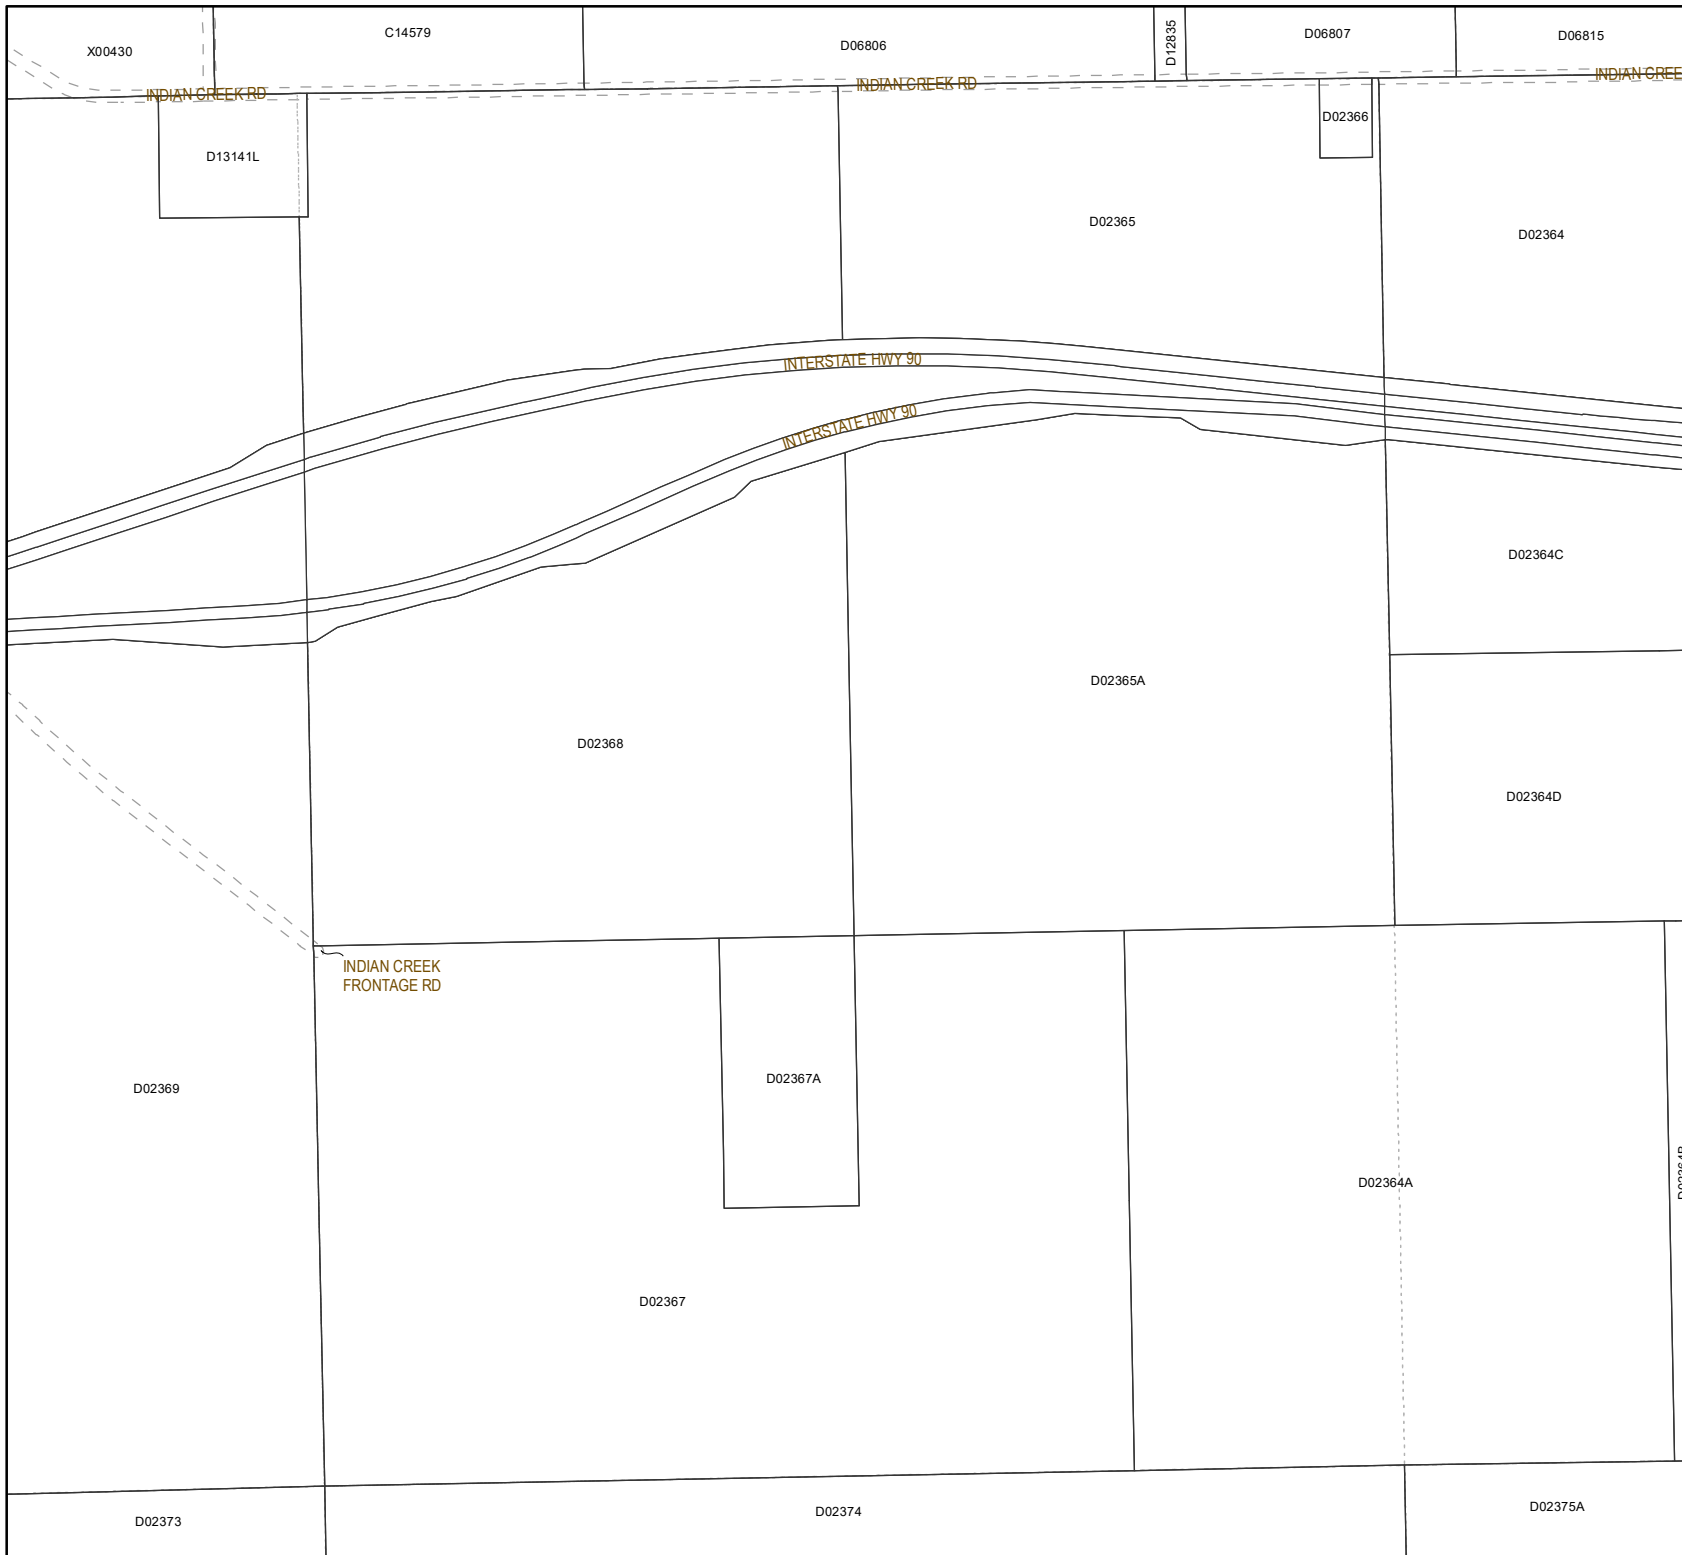 X00430
C14579
D06806
D12835
D06807
D06815
INDIAN CREEK RD
INDIAN CREEK RD
INDIAN CREE
D13141L
D02366
D02365
D02364
INTERSTATE HWY 90
INTERSTATE HWY 90
D02364C
D02365A
D02368
D02364D
INDIAN CREEK
FRONTAGE RD
D02369
D02367A
D02364A
D02367
D02373
D02374
D02375A